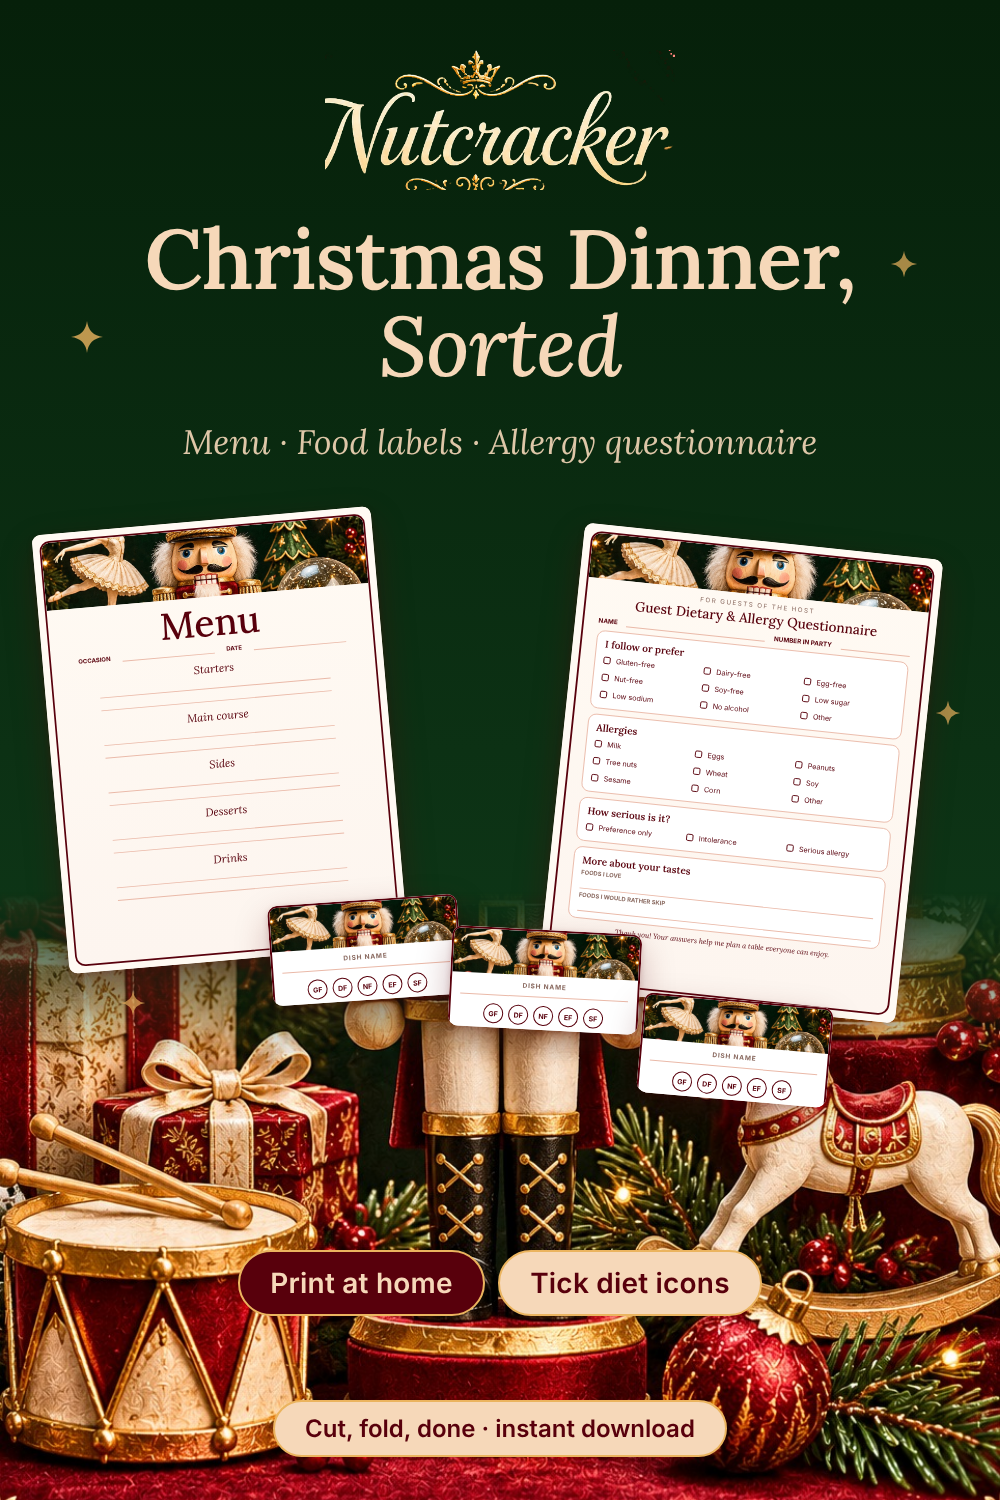 Nutcracker
Christmas Dinner,
Sorted
Menu · Food labels · Allergy questionnaire
Menu
OCCASION
DATE
Starters
Main course
Sides
Desserts
Drinks
FOR GUESTS OF THE HOST
Guest Dietary & Allergy Questionnaire
NAME
NUMBER IN PARTY
I follow or prefer
Gluten-free
Dairy-free
Egg-free
Nut-free
Soy-free
Low sugar
Low sodium
No alcohol
Other
Allergies
Milk
Eggs
Peanuts
Tree nuts
Wheat
Soy
Sesame
Corn
Other
How serious is it?
Preference only
Intolerance
Serious allergy
More about your tastes
FOODS I LOVE
FOODS I WOULD RATHER SKIP
Thank you! Your answers help me plan a table everyone can enjoy.
DISH NAME
GF DF NF EF SF
DISH NAME
GF DF NF EF SF
DISH NAME
GF DF NF EF SF
Print at home
Tick diet icons
Cut, fold, done · instant download